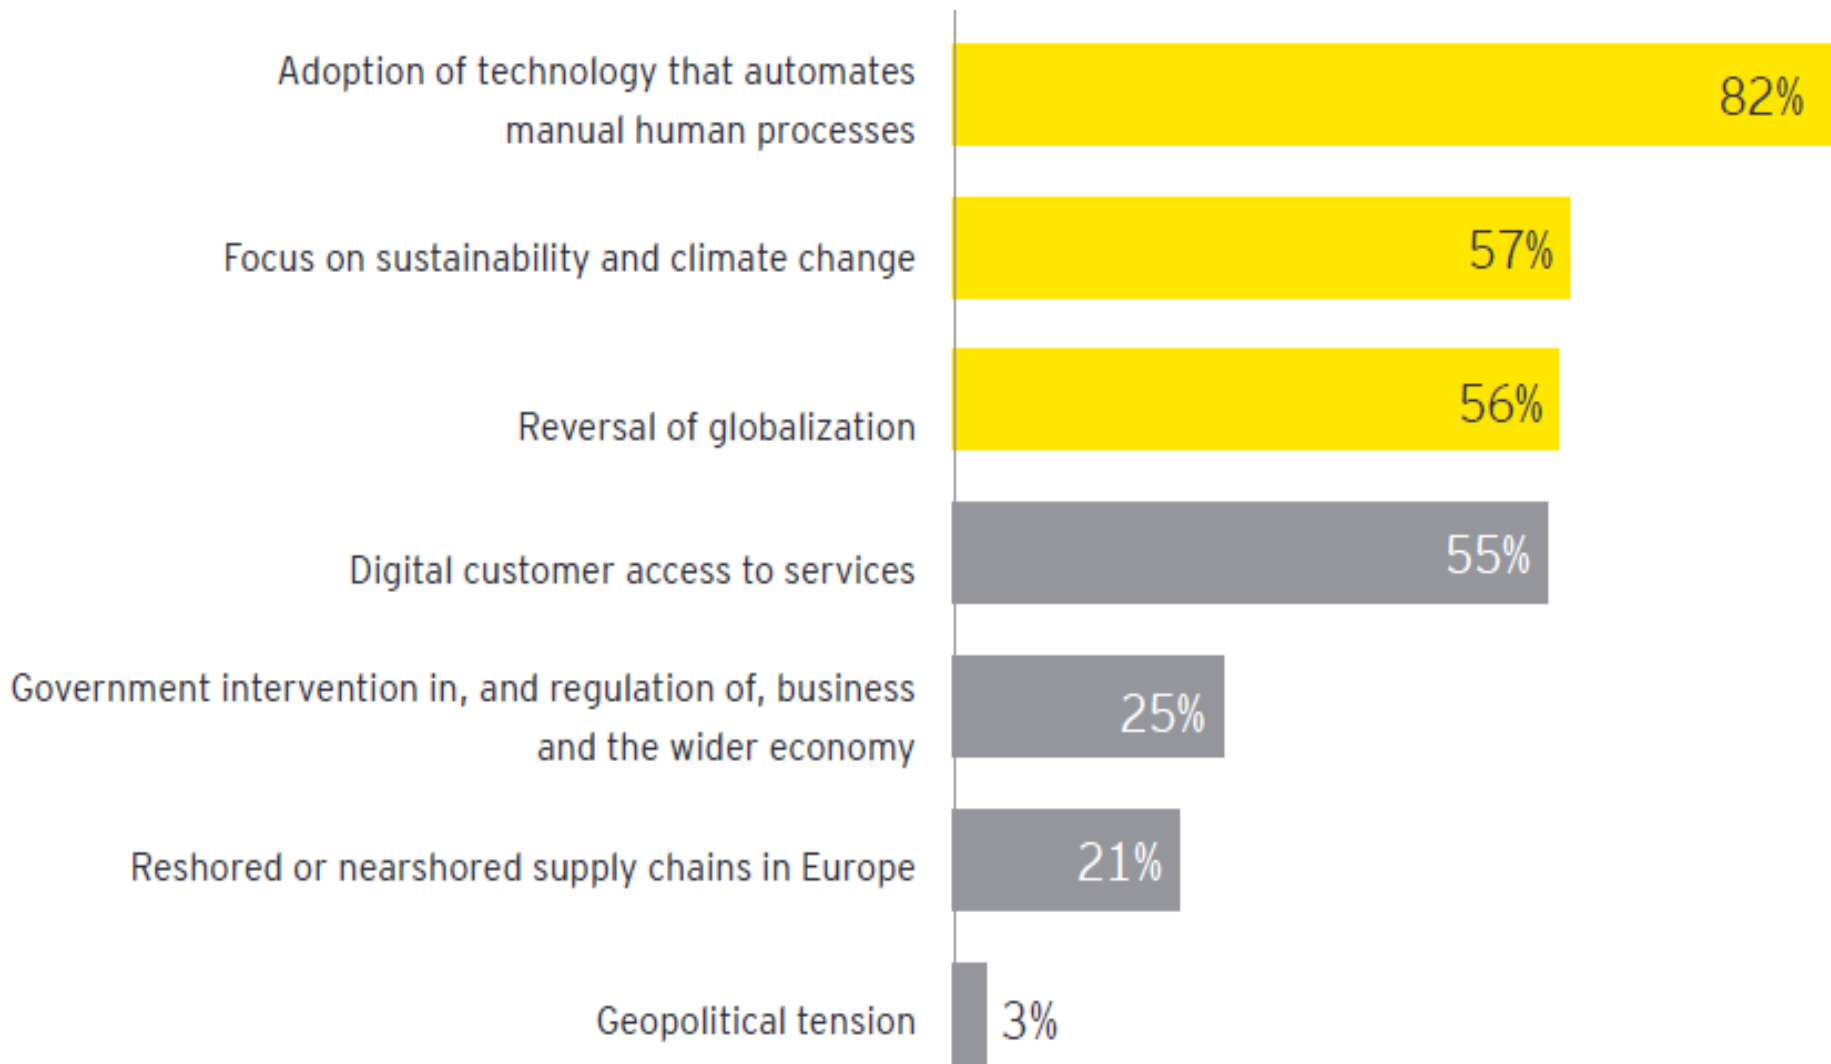 Adoption of technology that automates
manual human processes
82%
Focus on sustainability and climate change
57%
Reversal of globalization
56%
Digital customer access to services
55%
Government intervention in, and regulation of, business
and the wider economy
25%
Reshored or nearshored supply chains in Europe
21%
Geopolitical tension
3%